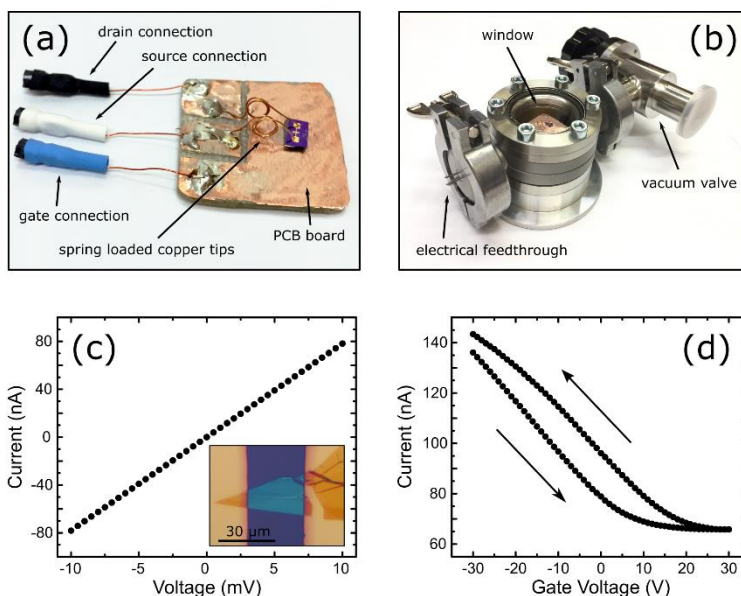 (a)
drain connection
source connection
gate connection
spring loaded copper tips
PCB board
(b)
window
vacuum valve
electrical feedthrough
(c)
80
40
0
-40
-80
Current (nA)
-10
-5
0
5
10
Voltage (mV)
30 µm
(d)
140
120
100
80
60
Current (nA)
-30
-20
-10
0
10
20
30
Gate Voltage (V)